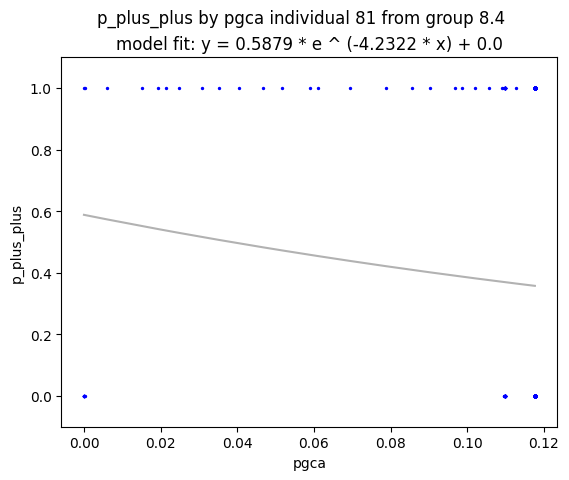 p_plus_plus by pgca individual 81 from group 8.4
model fit: y = 0.5879 * e ^ (-4.2322 * x) + 0.0
1.0
0.8
0.6
0.4
0.2
0.0
p_plus_plus
0.00 0.02 0.04 0.06 0.08 0.10 0.12
pgca